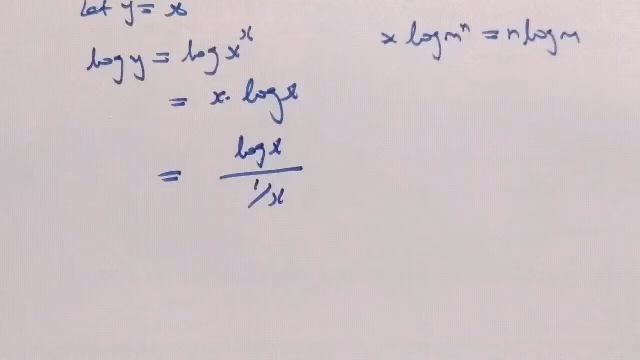 Let y = x
log y = log x^x
= x. log x
= log x / 1/x
x log m^n = n log m